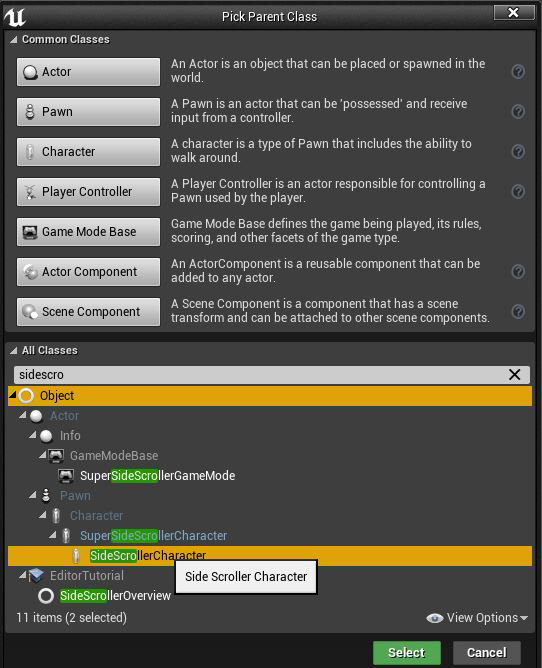 Pick Parent Class
Common Classes
Actor
An Actor is an object that can be placed or spawned in the
world.
Pawn
A Pawn is an actor that can be 'possessed' and receive
input from a controller.
Character
A character is a type of Pawn that includes the ability to
walk around.
Player Controller
A Player Controller is an actor responsible for controlling a
Pawn used by the player.
Game Mode Base
Game Mode Base defines the game being played, its rules,
scoring, and other facets of the game type.
Actor Component
An ActorComponent is a reusable component that can be
added to any actor.
Scene Component
A Scene Component is a component that has a scene
transform and can be attached to other scene components.
All Classes
sidescro
Object
Actor
Info
GameModeBase
SuperSideScrollerGameMode
Pawn
Character
SuperSideScrollerCharacter
SideScrollerCharacter
Side Scroller Character
EditorTutorial
SideScrollerOverview
11 items (2 selected)
View Options
Select
Cancel